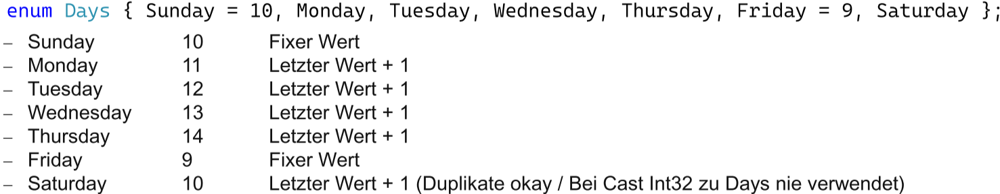 enum Days { Sunday = 10, Monday, Tuesday, Wednesday, Thursday, Friday = 9, Saturday };
– Sunday 10 Fixer Wert
– Monday 11 Letzter Wert + 1
– Tuesday 12 Letzter Wert + 1
– Wednesday 13 Letzter Wert + 1
– Thursday 14 Letzter Wert + 1
– Friday 9 Fixer Wert
– Saturday 10 Letzter Wert + 1 (Duplikate okay / Bei Cast Int32 zu Days nie verwendet)